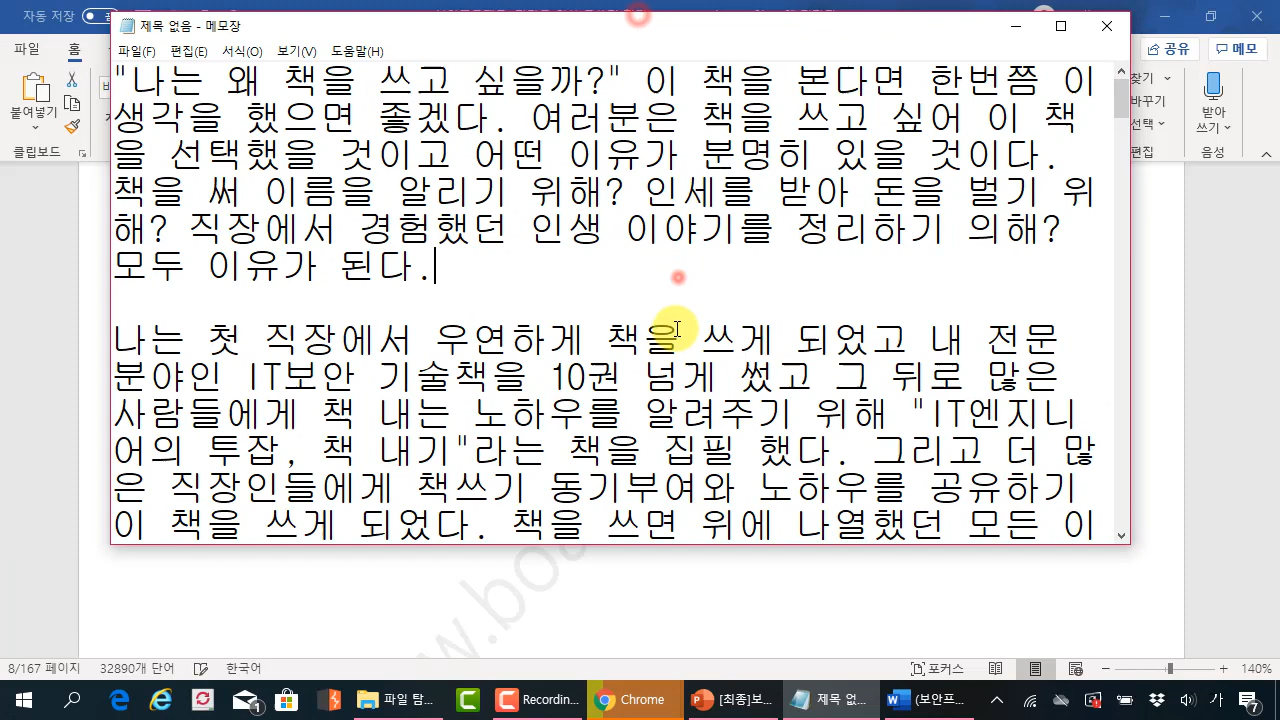 자동 저장
제목 없음 - 메모장
파일(F) 편집(E) 서식(O) 보기(V) 도움말(H)
파일 홈 공유 메모
붙여넣기
클립보드
찾기
바꾸기
선택
편집
받아
쓰기
음성
"나는 왜 책을 쓰고 싶을까?" 이 책을 본다면 한번쯤 이
생각을 했으면 좋겠다. 여러분은 책을 쓰고 싶어 이 책
을 선택했을 것이고 어떤 이유가 분명히 있을 것이다.
책을 써 이름을 알리기 위해? 인세를 받아 돈을 벌기 위
해? 직장에서 경험했던 인생 이야기를 정리하기 의해?
모두 이유가 된다.
나는 첫 직장에서 우연하게 책을 쓰게 되었고 내 전문
분야인 IT보안 기술책을 10권 넘게 썼고 그 뒤로 많은
사람들에게 책 내는 노하우를 알려주기 위해 "IT엔지니
어의 투잡, 책 내기"라는 책을 집필 했다. 그리고 더 많
은 직장인들에게 책쓰기 동기부여와 노하우를 공유하기
이 책을 쓰게 되었다. 책을 쓰면 위에 나열했던 모든 이
8/167 페이지 32890개 단어 한국어 포커스 140%
1 파일 탐... Recordin... Chrome [최종]보... 제목 없... (보안프... 가 7